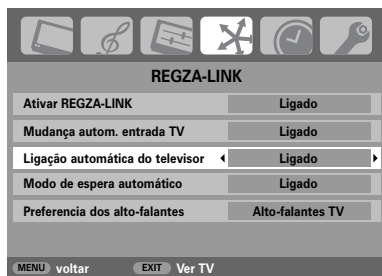 REGZA-LINK
Ativar REGZA-LINK Ligado
Mudança autom. entrada TV Ligado
Ligação automática do televisor Ligado
Modo de espera automático Ligado
Preferencia dos alto-falantes Alto-falantes TV
MENU voltar EXIT Ver TV